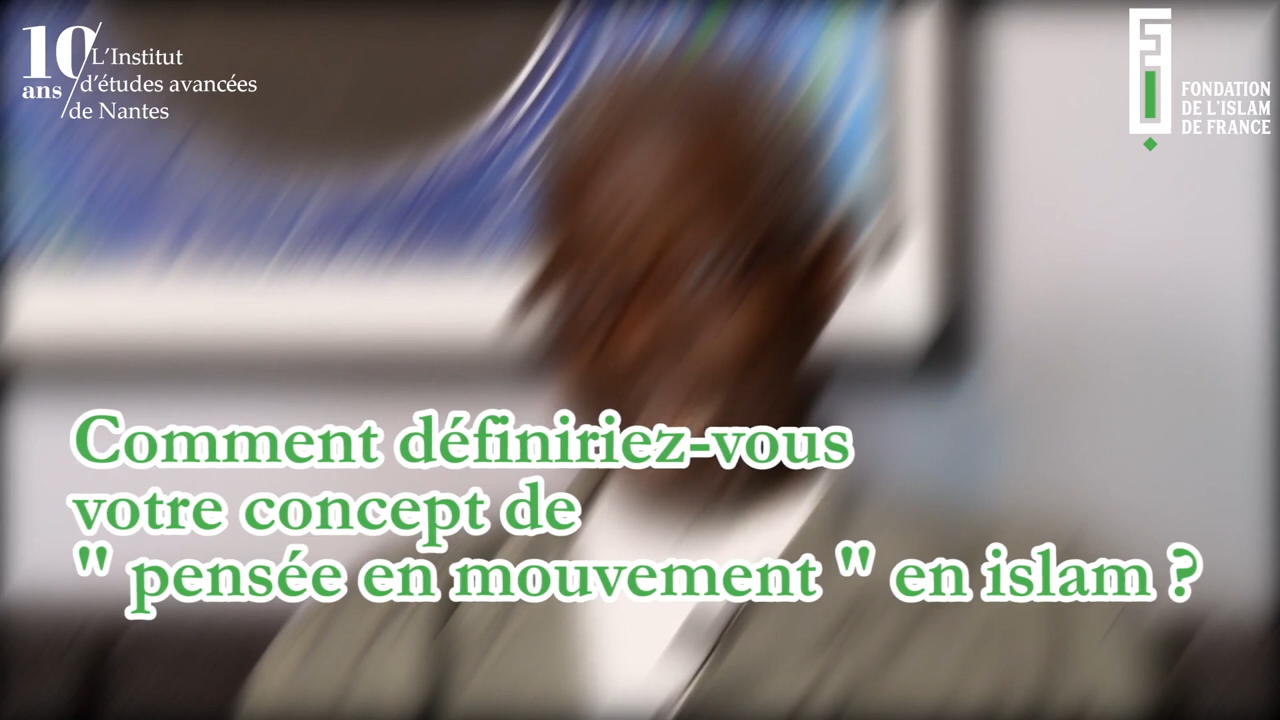 10
ans
L'Institut
d'études avancées
de Nantes
FONDATION
DE L'ISLAM
DE FRANCE
Comment définiriez-vous
votre concept de
" pensée en mouvement " en islam ?